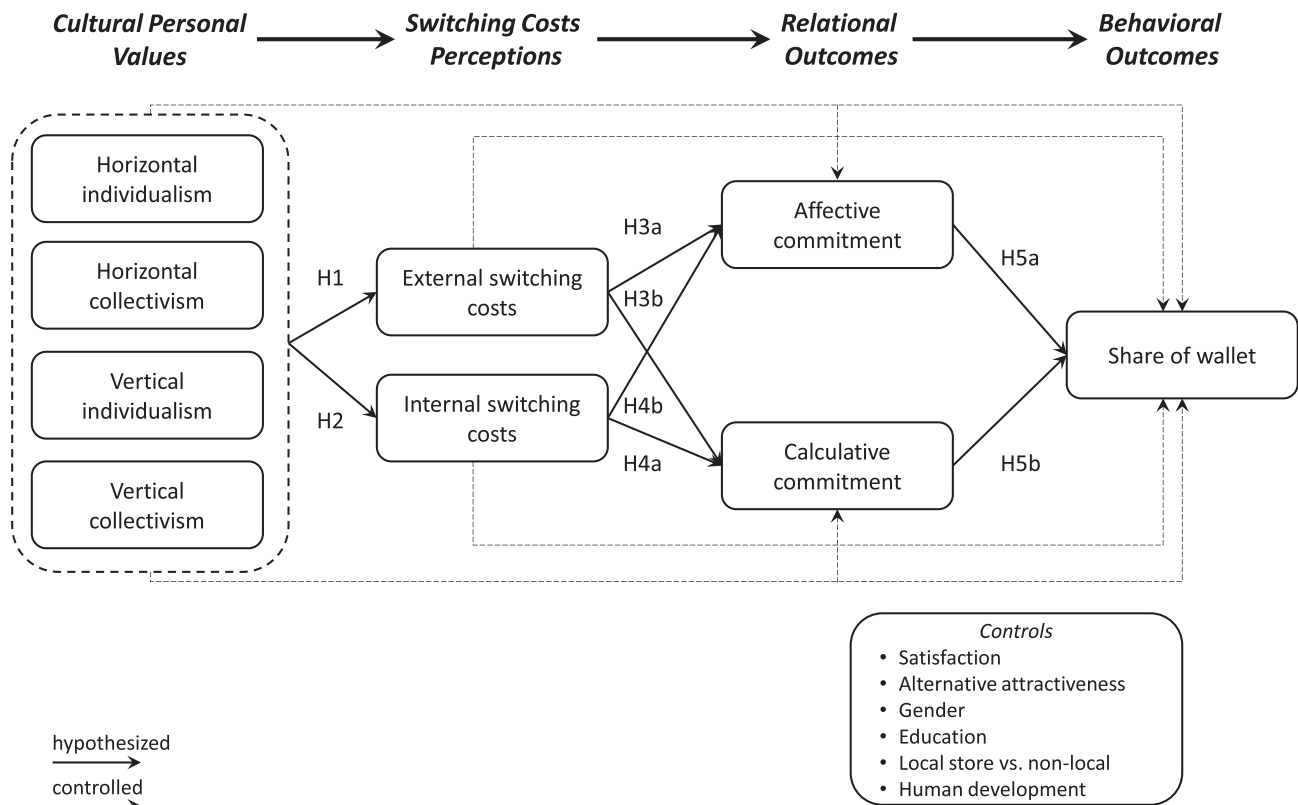 Cultural Personal
Values
Switching Costs
Perceptions
Relational
Outcomes
Behavioral
Outcomes
Horizontal
individualism
Horizontal
collectivism
Vertical
individualism
Vertical
collectivism
H1
H2
External switching
costs
Internal switching
costs
H3a
H3b
H4b
H4a
Affective
commitment
Calculative
commitment
H5a
H5b
Share of wallet
Controls
• Satisfaction
• Alternative attractiveness
• Gender
• Education
• Local store vs. non-local
• Human development
hypothesized
controlled